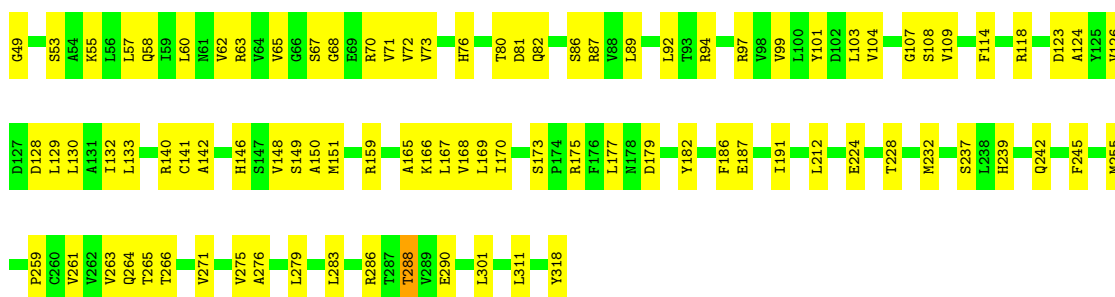 G49 S53 A54 K55 L56 L57 Q58 I59 L60 N61 V62 R63 V64 V65 G66 S67 G68 E69 R70 V71 V72 V73 H76 T80 D81 Q82 S86 R87 V88 L89 L92 T93 R94 R97 V98 V99 L100 Y101 D102 L103 V104 G107 S108 V109 F114 R118 D123 A124 Y125 V126
D127 D128 L129 L130 A131 I132 L133 R140 C141 A142 H146 S147 V148 S149 A150 M151 R159 A165 K166 L167 V168 L169 I170 S173 P174 R175 F176 L177 N178 D179 Y182 F186 E187 I191 L212 E224 T228 M232 S237 L238 H239 Q242 F245 M255
P259 C260 V261 V262 V263 Q264 T265 T266 V271 V275 A276 L279 L283 R286 T287 T288 V289 E290 L301 L311 Y318